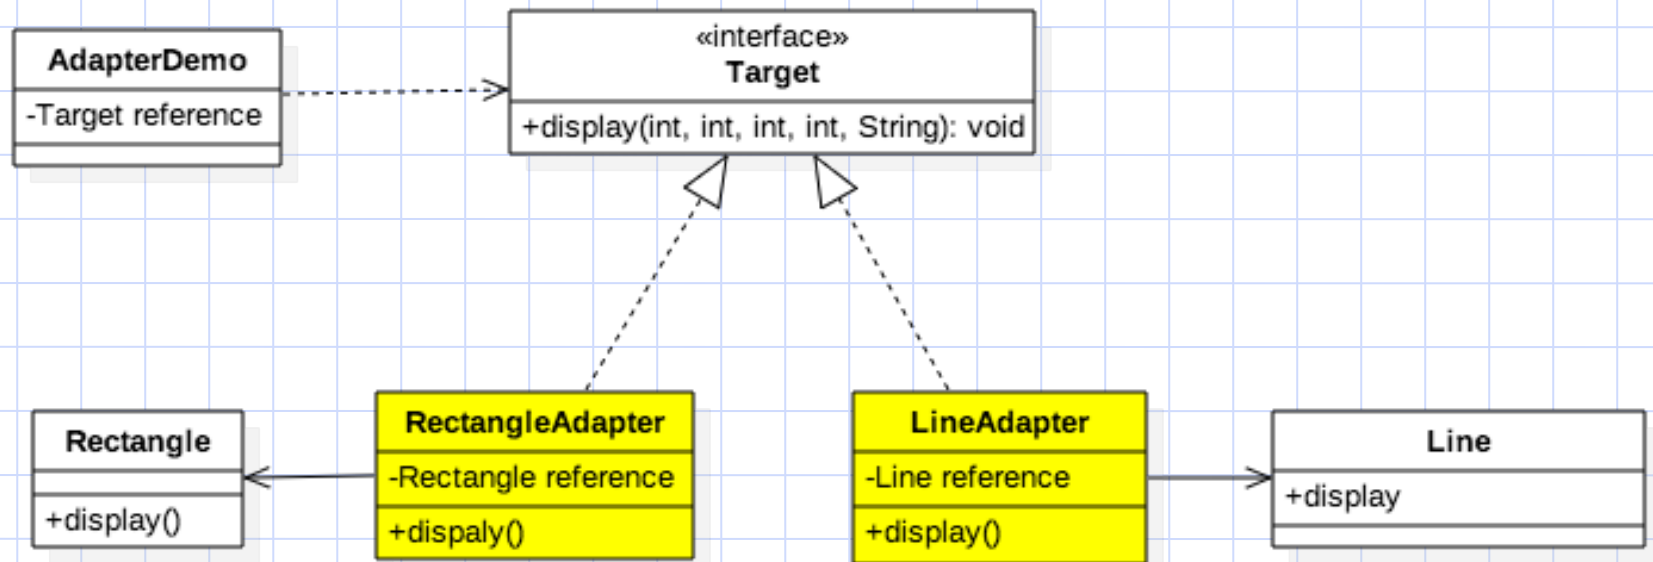 AdapterDemo
-Target reference
«interface»
Target
+display(int, int, int, int, String): void
Rectangle
+display()
RectangleAdapter
-Rectangle reference
+dispaly()
LineAdapter
-Line reference
+display()
Line
+display